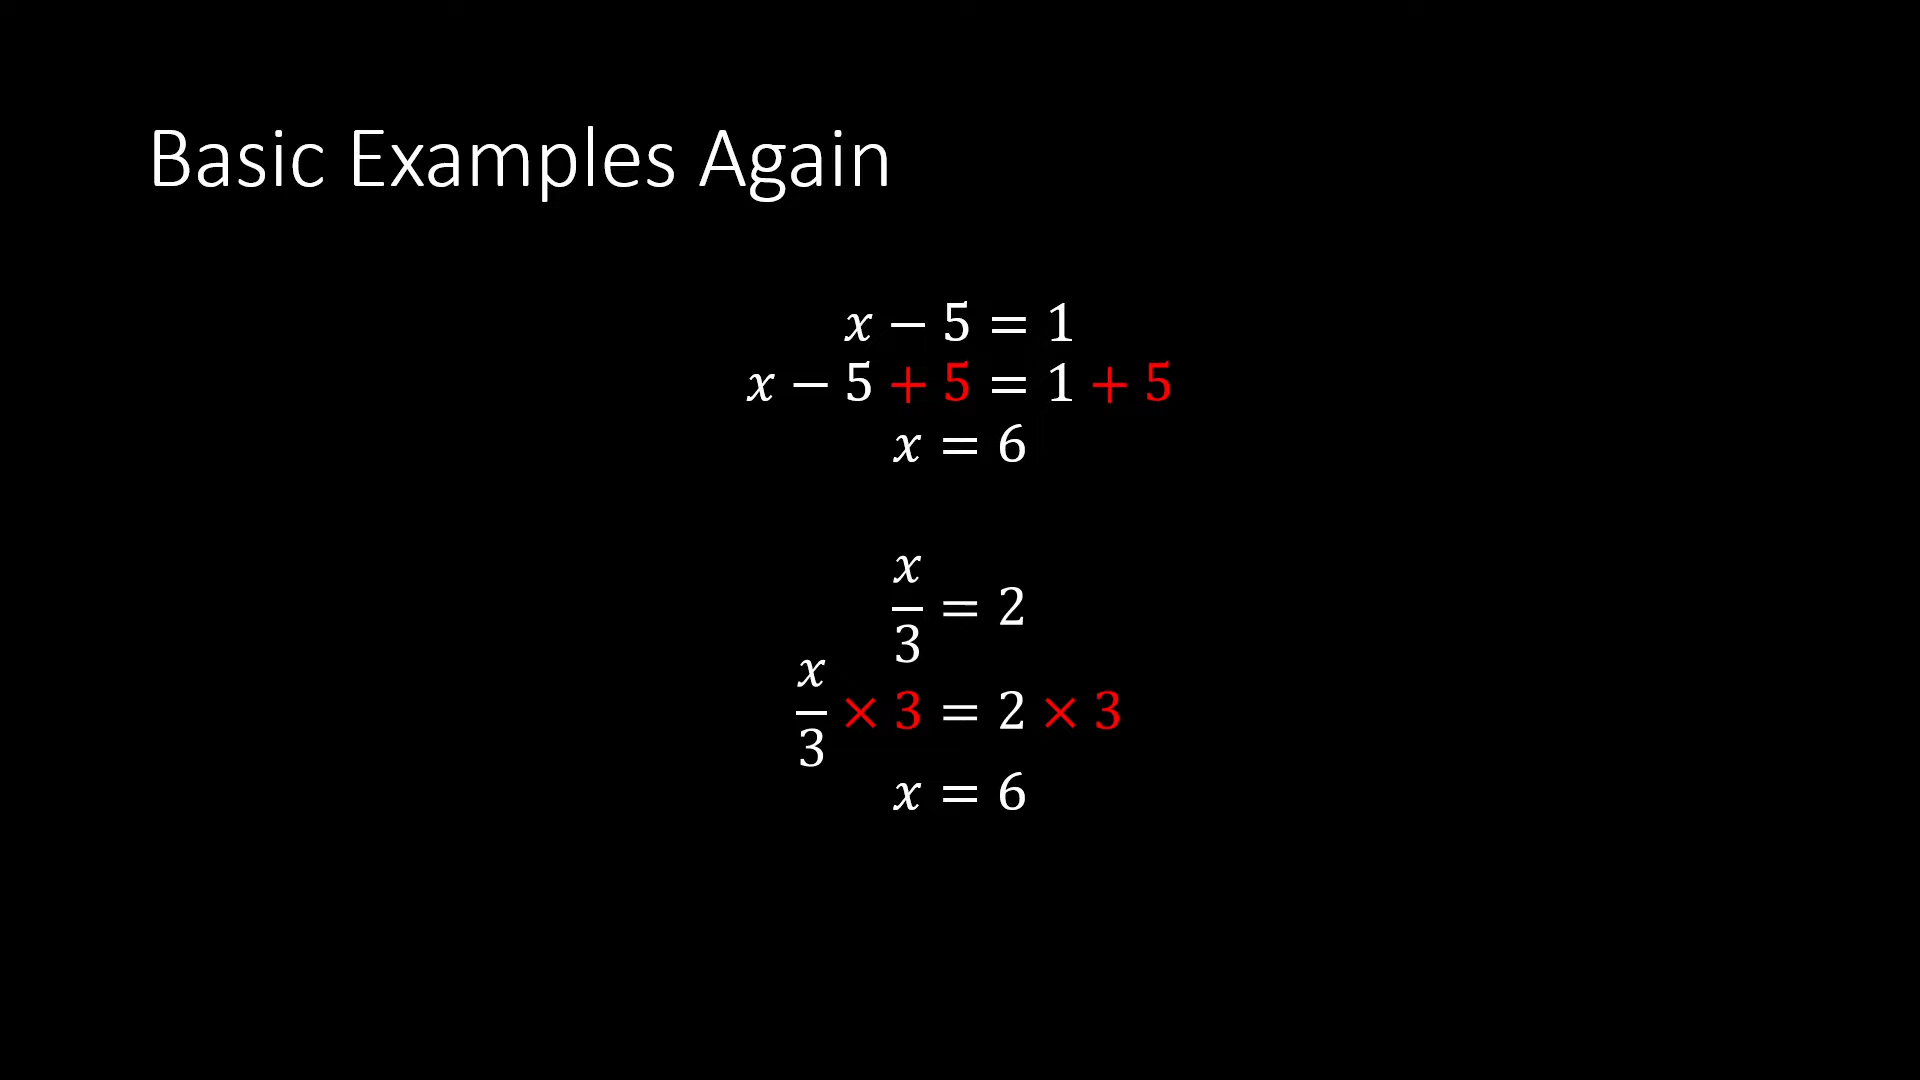 Basic Examples Again
x − 5 = 1
x − 5 + 5 = 1 + 5
x = 6
x/3 = 2
x/3 × 3 = 2 × 3
x = 6